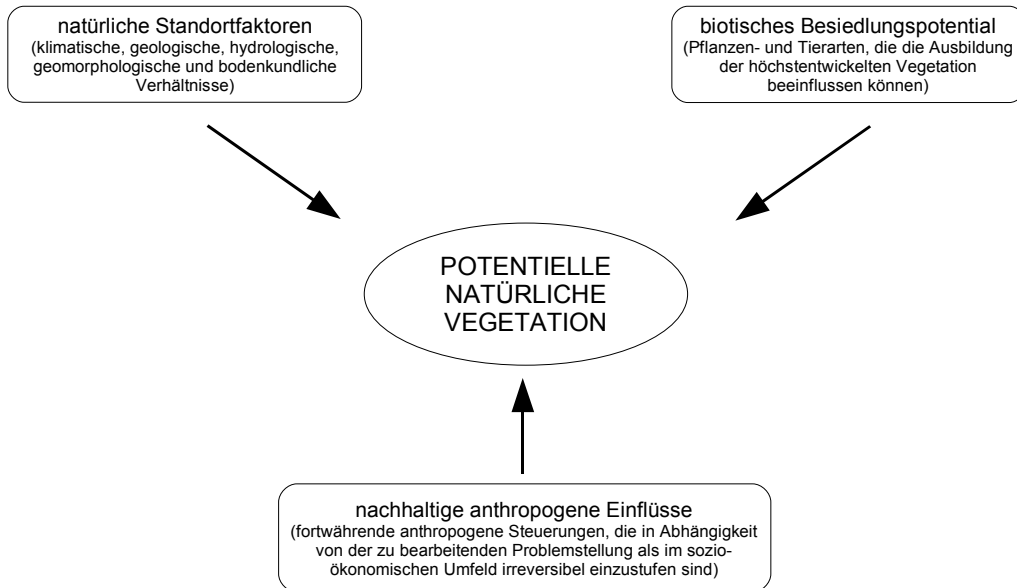 natürliche Standortfaktoren
(klimatische, geologische, hydrologische,
geomorphologische und bodenkundliche
Verhältnisse)
biotisches Besiedlungspotential
(Pflanzen- und Tierarten, die die Ausbildung
der höchstentwickelten Vegetation
beeinflussen können)
POTENTIELLE
NATÜRLICHE
VEGETATION
nachhaltige anthropogene Einflüsse
(fortwährende anthropogene Steuerungen, die in Abhängigkeit
von der zu bearbeitenden Problemstellung als im sozio-
ökonomischen Umfeld irreversibel einzustufen sind)